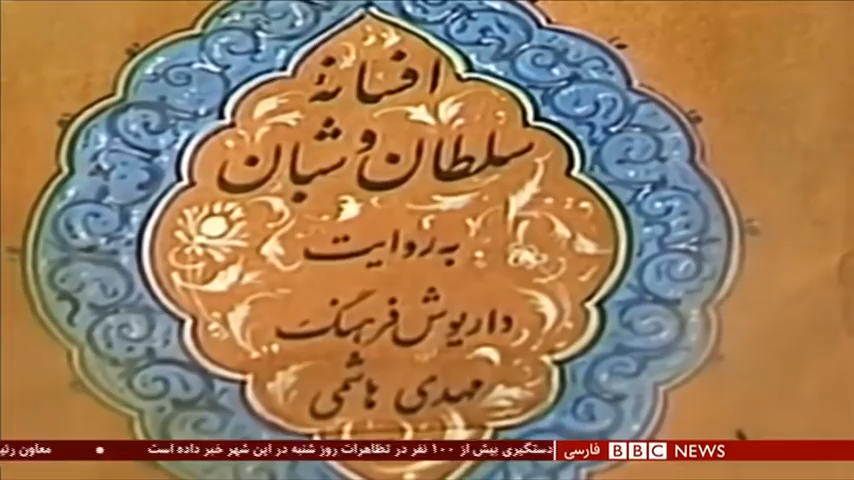 افسانهٔ
سلطان و شبان
به روایت
داریوش فرهنگ
مهدی هاشمی
دستگیری بیش از ۱۰۰ نفر در تظاهرات روز شنبه در این شهر خبر داده است • معاون
BBC NEWS فارسی